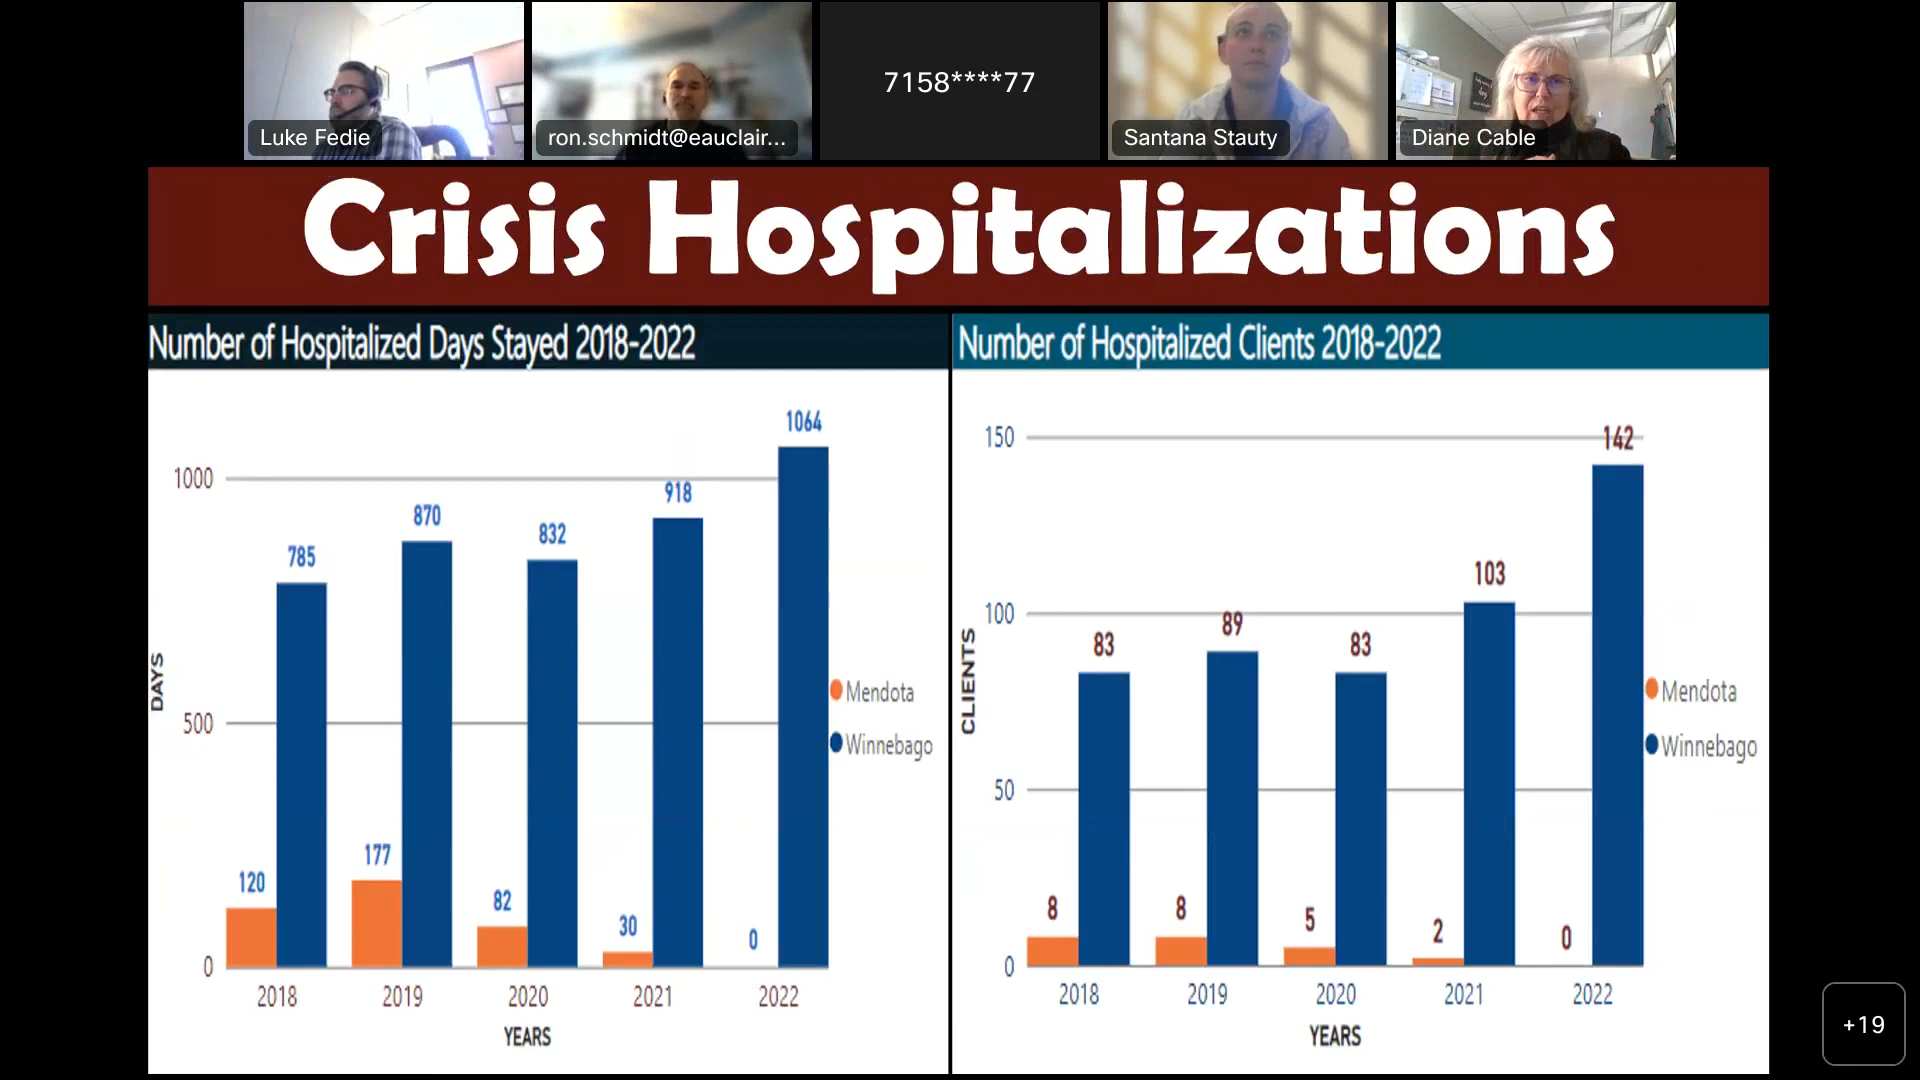 Luke Fedie
ron.schmidt@eauclair...
7158****77
Santana Stauty
Diane Cable
Crisis Hospitalizations
Number of Hospitalized Days Stayed 2018-2022
1064
1000
918
870
832
785
DAYS
Mendota
500
Winnebago
177
120
82
30
0
0
2018
2019
2020
2021
2022
YEARS
Number of Hospitalized Clients 2018-2022
150
142
103
100
89
83
83
CLIENTS
Mendota
Winnebago
50
8
8
5
2
0
0
2018
2019
2020
2021
2022
YEARS
+19